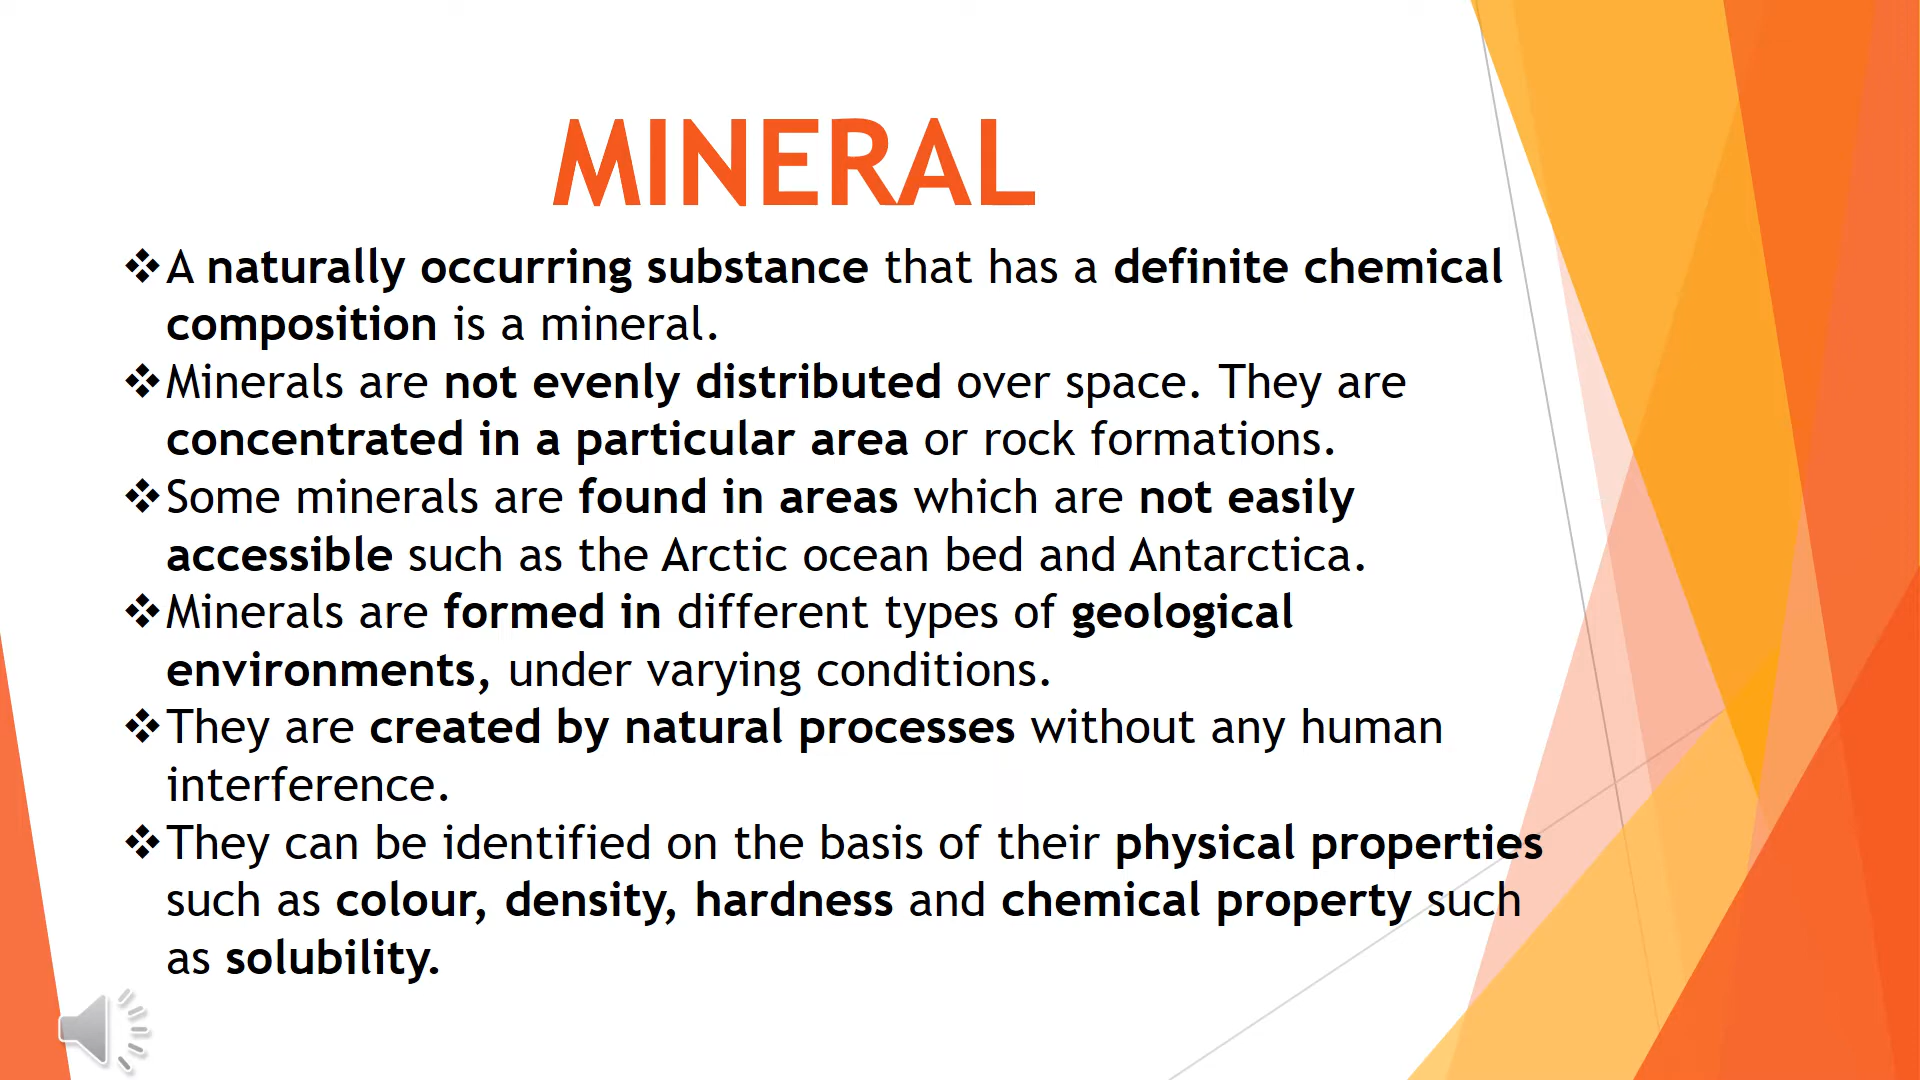 MINERAL
❖A naturally occurring substance that has a definite chemical
composition is a mineral.
❖Minerals are not evenly distributed over space. They are
concentrated in a particular area or rock formations.
❖Some minerals are found in areas which are not easily
accessible such as the Arctic ocean bed and Antarctica.
❖Minerals are formed in different types of geological
environments, under varying conditions.
❖They are created by natural processes without any human
interference.
❖They can be identified on the basis of their physical properties
such as colour, density, hardness and chemical property such
as solubility.